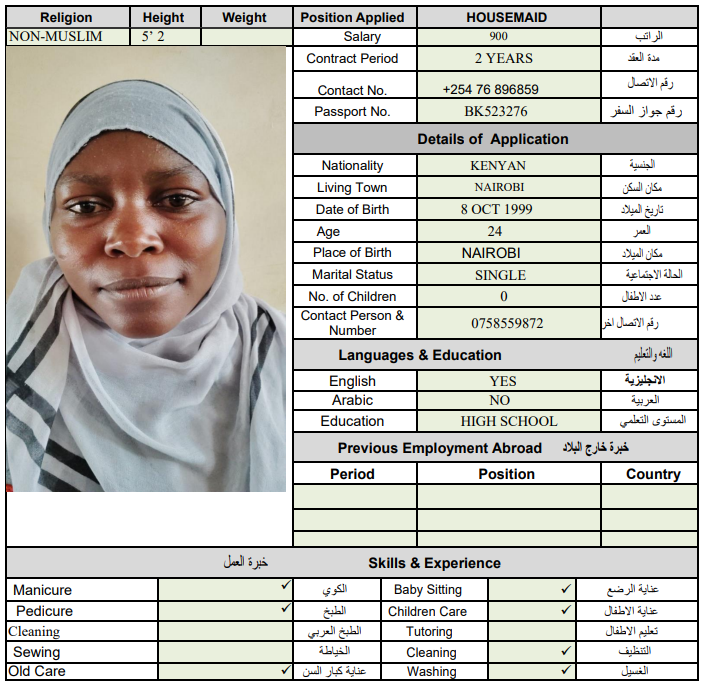 Religion Height Weight Position Applied HOUSEMAID
NON-MUSLIM 5’ 2 Salary 900 الراتب
Contract Period 2 YEARS مدة العقد
Contact No. +254 76 896859 رقم الاتصال
Passport No. BK523276 رقم جواز السفر
Details of Application
Nationality KENYAN الجنسية
Living Town NAIROBI مكان السكن
Date of Birth 8 OCT 1999 تاريخ الميلاد
Age 24 العمر
Place of Birth NAIROBI مكان الميلاد
Marital Status SINGLE الحالة الاجتماعية
No. of Children 0 عدد الاطفال
Contact Person &
Number 0758559872 رقم الاتصال اخر
Languages & Education اللغه والتعليم
English YES الانجليزية
Arabic NO العربية
Education HIGH SCHOOL المستوى التعلمي
Previous Employment Abroad خبرة خارج البلاد
Period Position Country
خبرة العمل Skills & Experience
Manicure ✓ الكوي Baby Sitting ✓ عناية الرضع
Pedicure ✓ الطبخ Children Care ✓ عناية الاطفال
Cleaning الطبخ العربي Tutoring تعليم الاطفال
Sewing الخياطة Cleaning ✓ التنظيف
Old Care ✓ عناية كبار السن Washing ✓ الغسيل